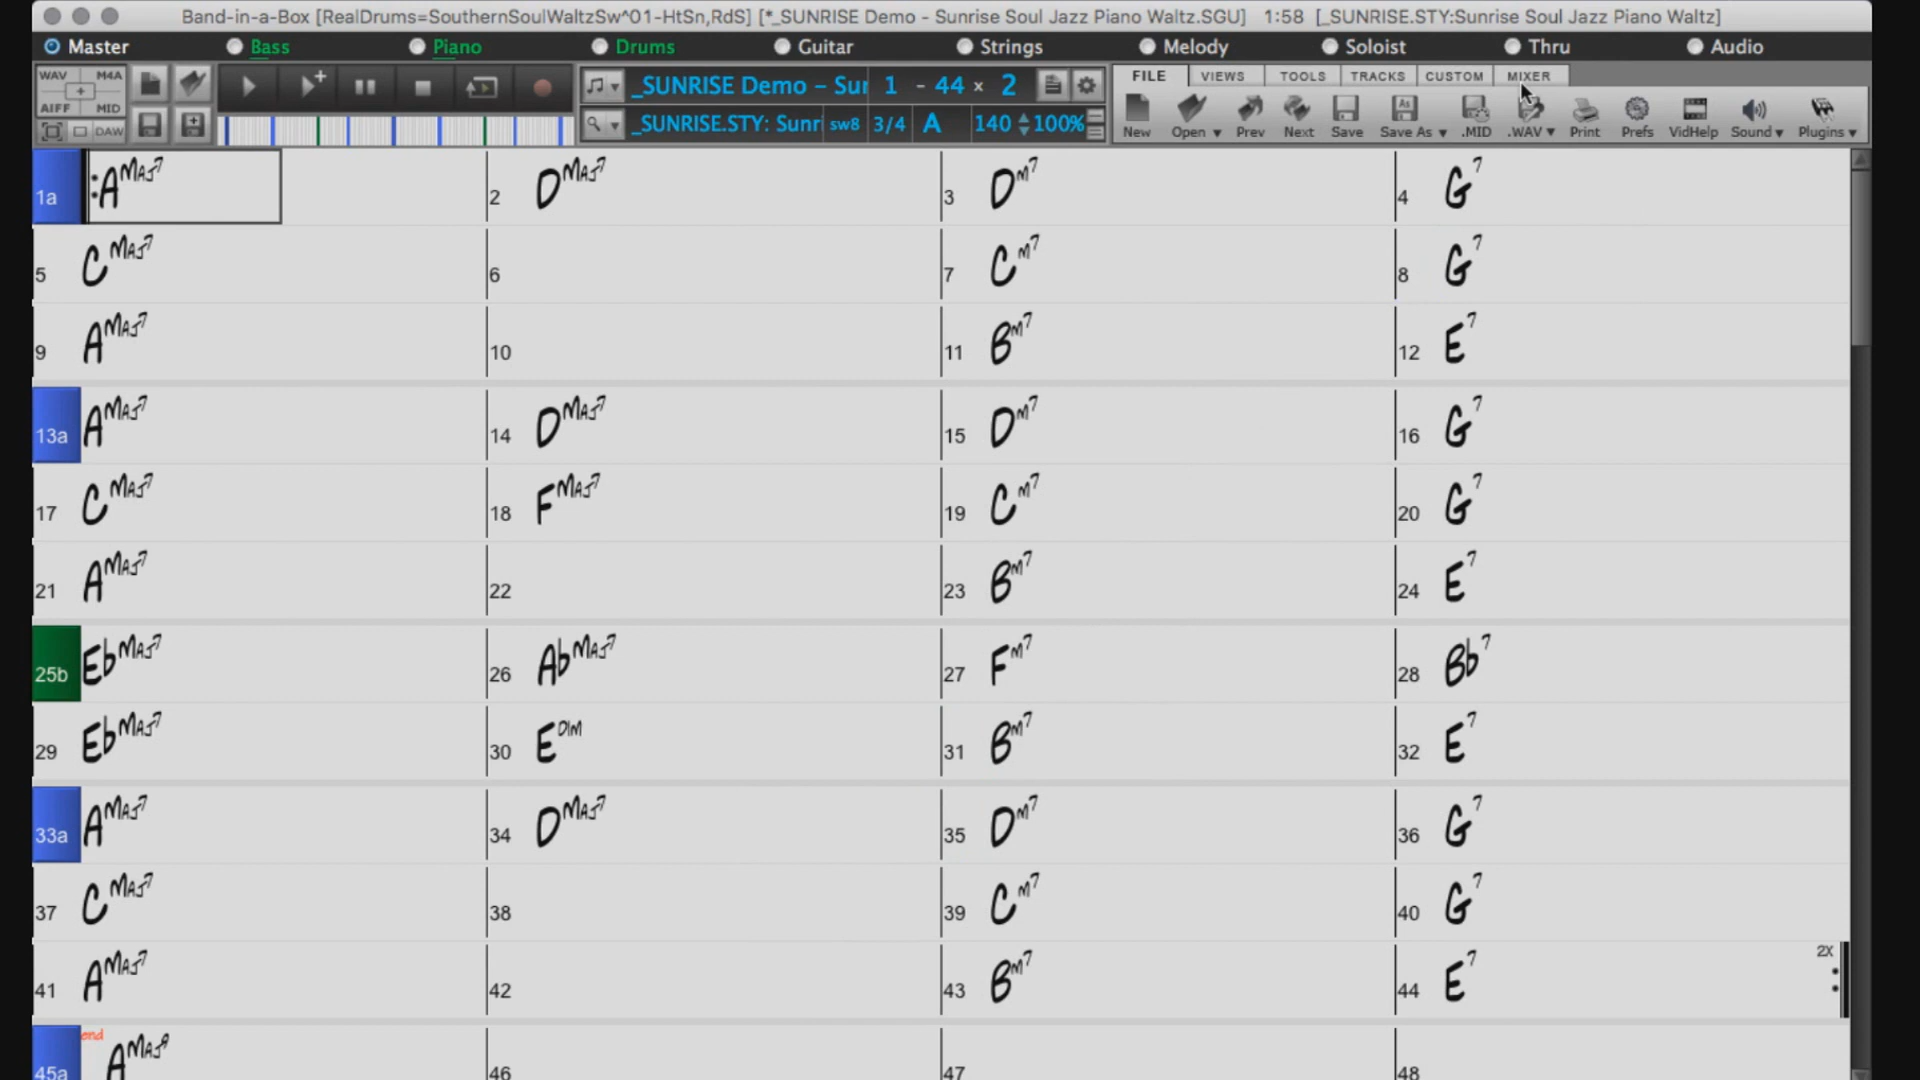 Band-in-a-Box [RealDrums=SouthernSoulWaltzSw^01-HtSn,RdS] [*_SUNRISE Demo - Sunrise Soul Jazz Piano Waltz.SGU] 1:58 [_SUNRISE.STY:Sunrise Soul Jazz Piano Waltz]
Master Bass Piano Drums Guitar Strings Melody Soloist Thru Audio
WAV M4A
AIFF MID
DAW
_SUNRISE Demo – Sur 1 - 44 x 2
_SUNRISE.STY: Sunri sw8 3/4 A 140 100%
FILE VIEWS TOOLS TRACKS CUSTOM MIXER
New Open Prev Next Save Save As .MID .WAV Print Prefs VidHelp Sound Plugins
1a :AMAJ7 2 DMAJ7 3 DM7 4 G7
5 CMAJ7 6 7 CM7 8 G7
9 AMAJ7 10 11 BM7 12 E7
13a AMAJ7 14 DMAJ7 15 DM7 16 G7
17 CMAJ7 18 FMAJ7 19 CM7 20 G7
21 AMAJ7 22 23 BM7 24 E7
25b EbMAJ7 26 AbMAJ7 27 FM7 28 Bb7
29 EbMAJ7 30 EDIM 31 BM7 32 E7
33a AMAJ7 34 DMAJ7 35 DM7 36 G7
37 CMAJ7 38 39 CM7 40 G7
41 AMAJ7 42 43 BM7 44 E7 2X
end
45a AMAJ9 46 47 48